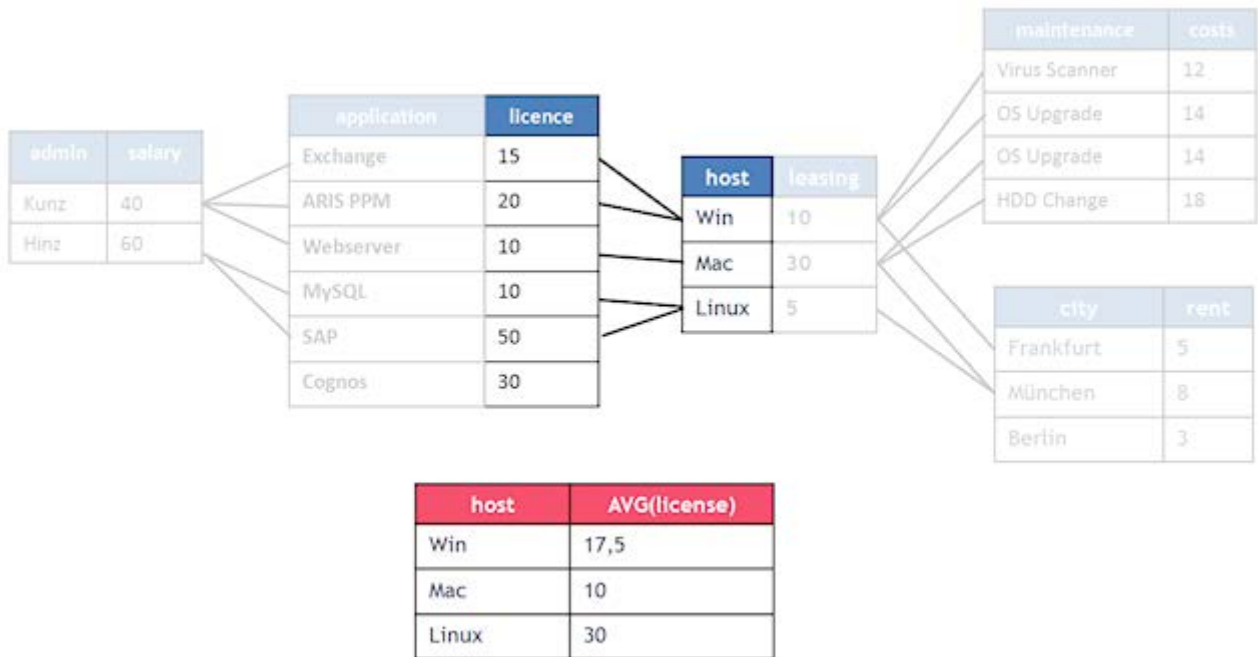 admin salary
Kunz 40
Hinz 60
application licence
Exchange 15
ARIS PPM 20
Webserver 10
MySQL 10
SAP 50
Cognos 30
host leasing
Win 10
Mac 30
Linux 5
maintenance costs
Virus Scanner 12
OS Upgrade 14
OS Upgrade 14
HDD Change 18
city rent
Frankfurt 5
München 8
Berlin 3
host AVG(license)
Win 17,5
Mac 10
Linux 30